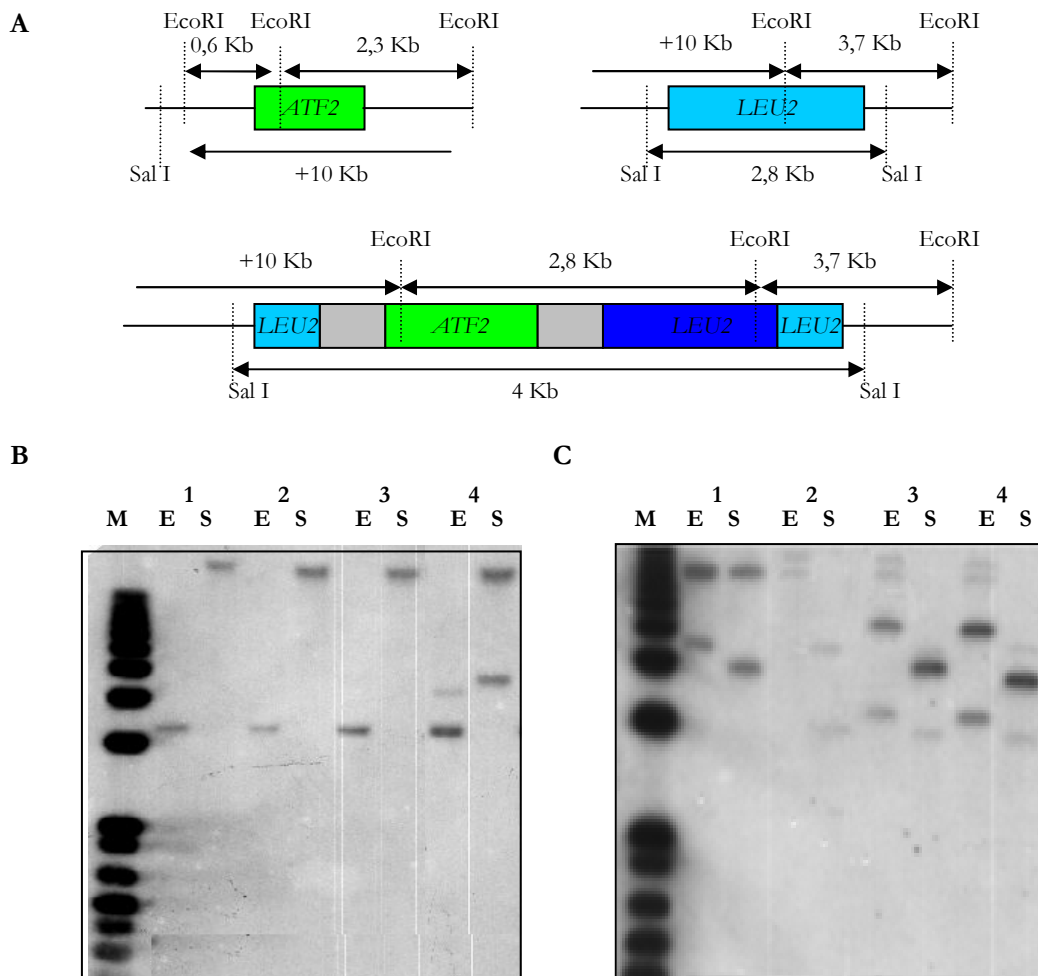 A
EcoRI EcoRI EcoRI
0,6 Kb 2,3 Kb
ATF2
Sal I
+10 Kb
EcoRI EcoRI
+10 Kb 3,7 Kb
LEU2
Sal I Sal I
2,8 Kb
EcoRI EcoRI EcoRI
+10 Kb 2,8 Kb 3,7 Kb
LEU2 ATF2 LEU2 LEU2
Sal I Sal I
4 Kb
B
1 2 3 4
M E S E S E S E S
C
1 2 3 4
M E S E S E S E S